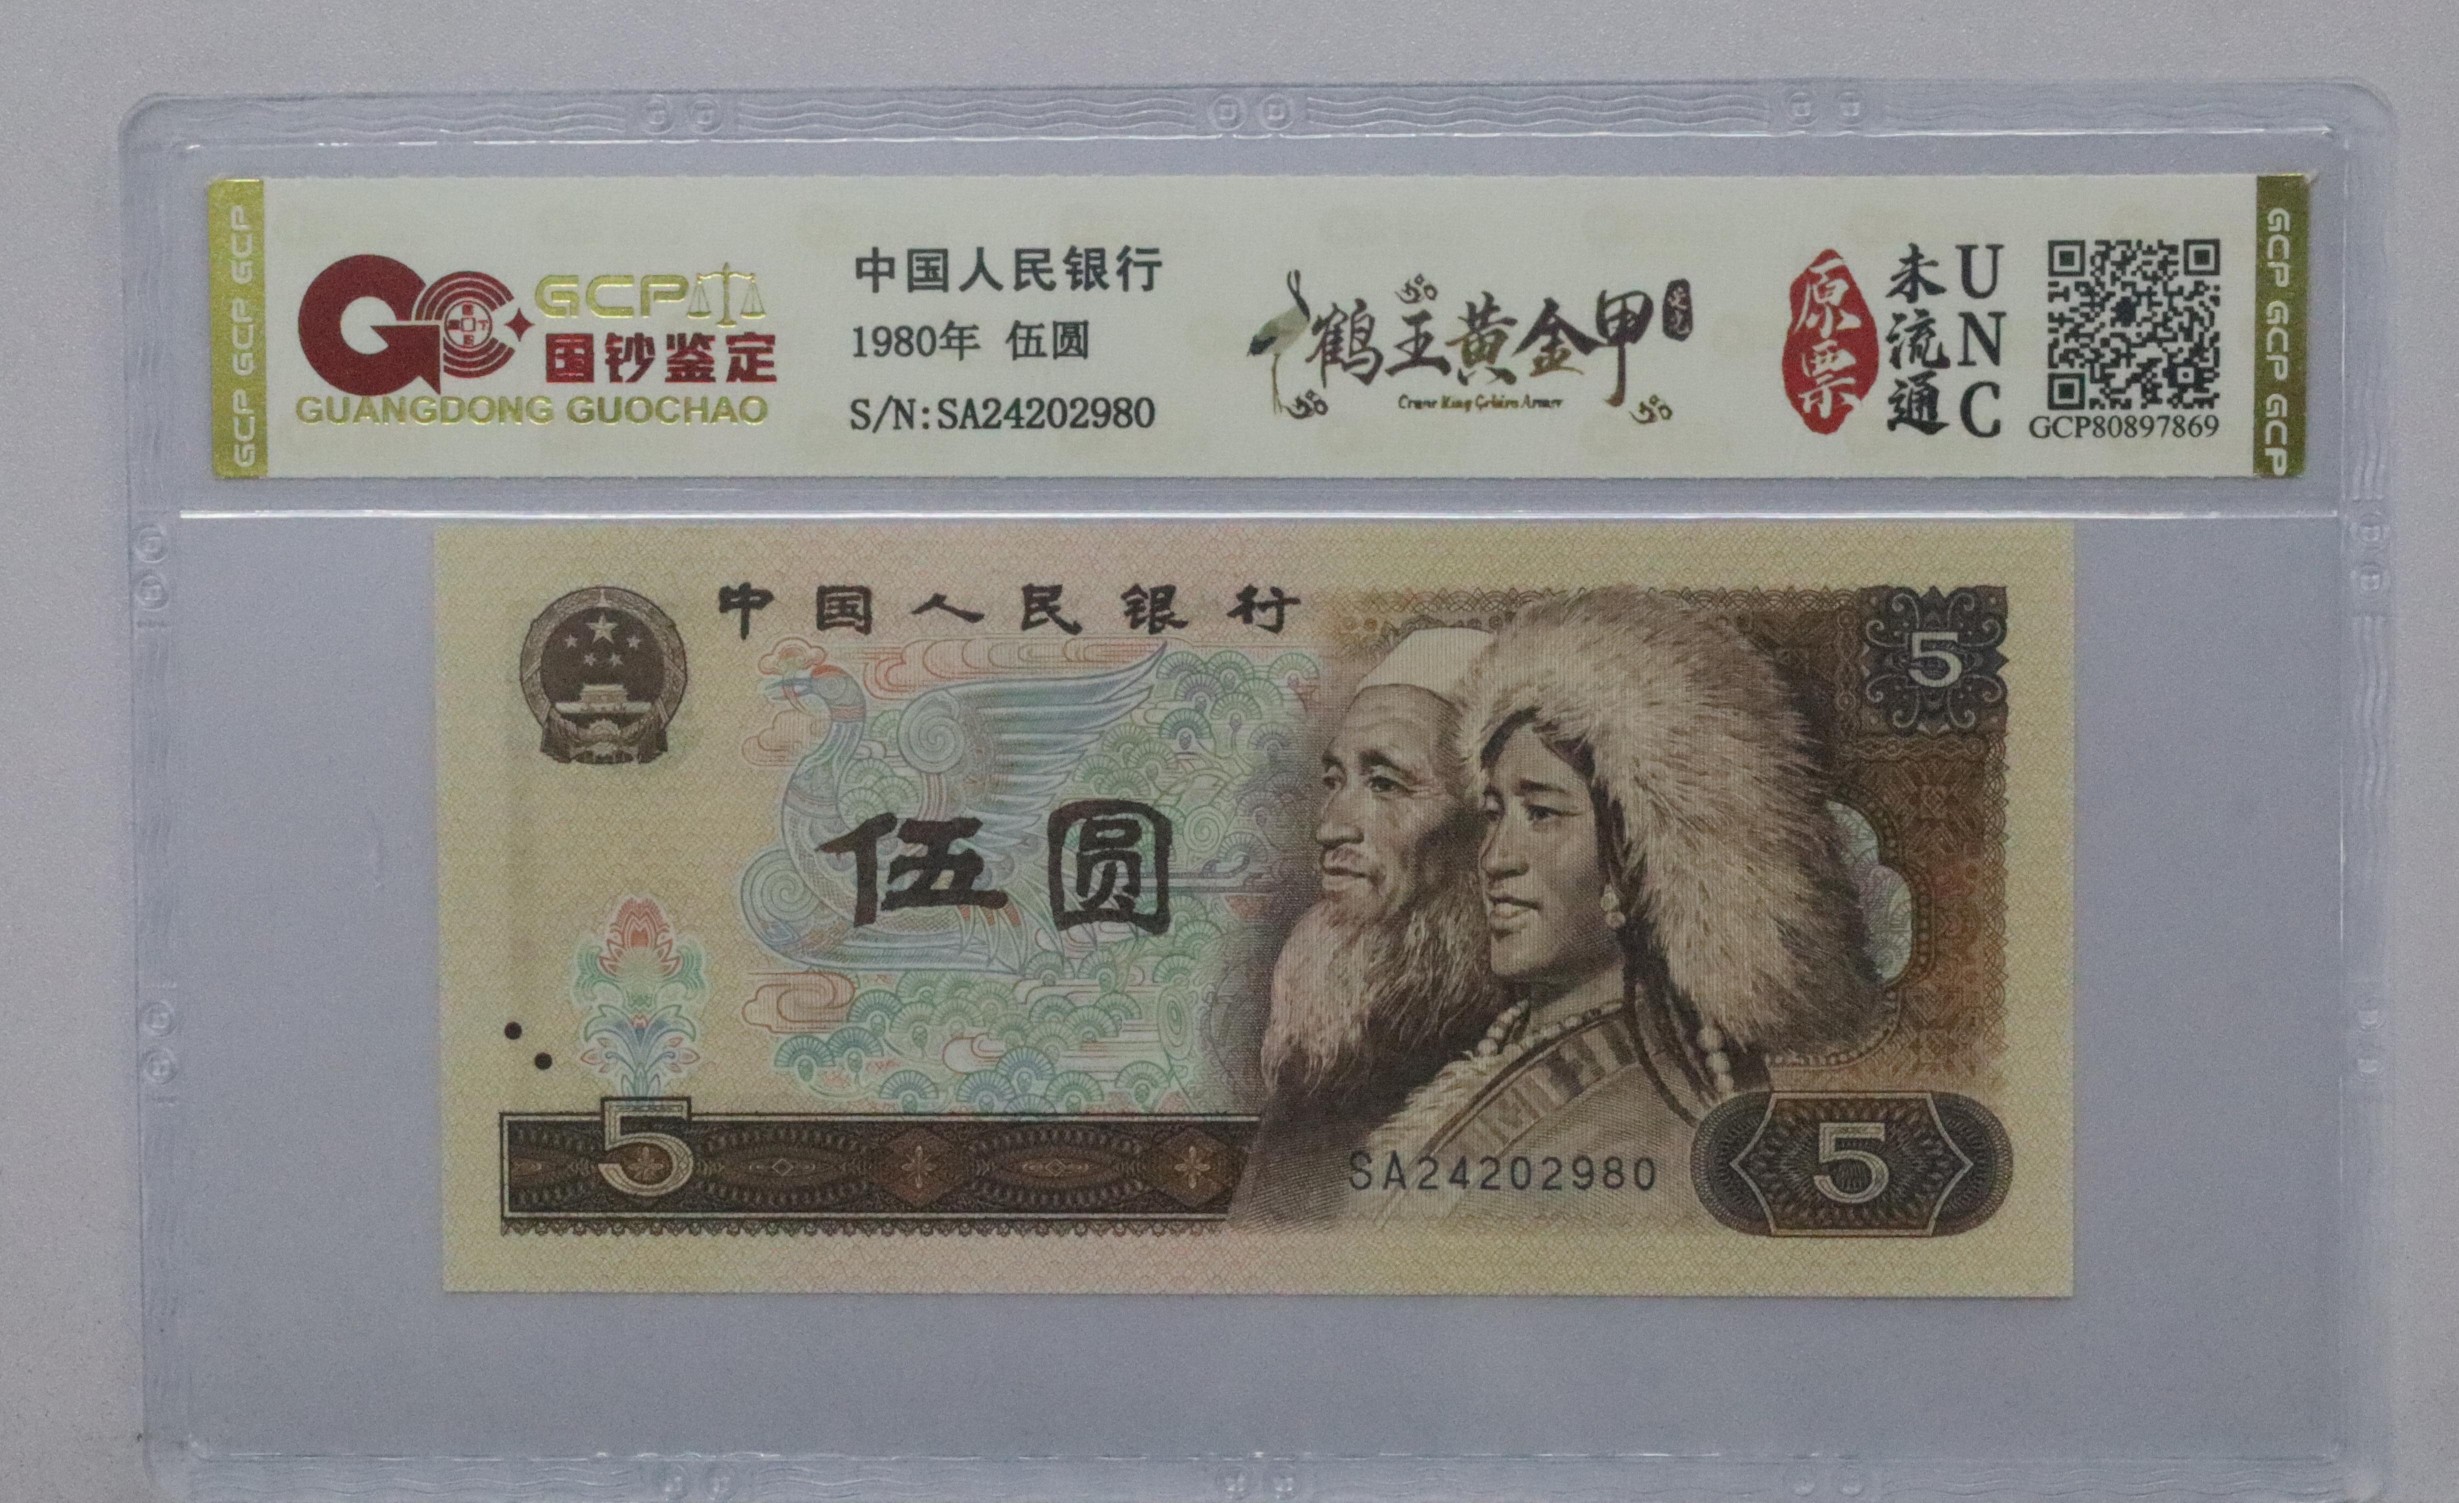 GCP GCP GCP
GCP
国钞鉴定
GUANGDONG GUOCHAO
中国人民银行
1980年 伍圆
S/N:SA24202980
鹤王黄金甲
原票
未流通
UNC
GCP80897869
GCP GCP GCP
中国人民银行
5
伍圆
5
SA24202980
5